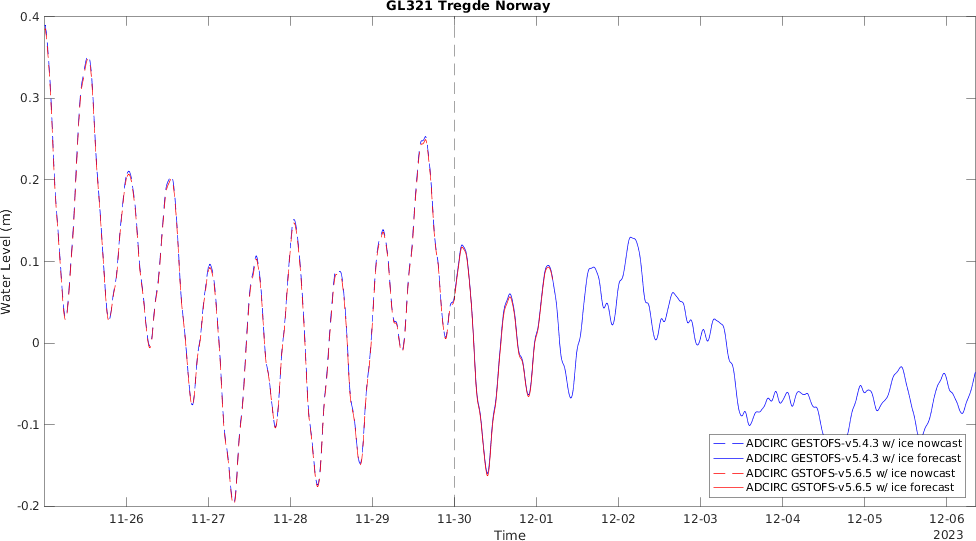 GL321 Tregde Norway
0.4
0.3
0.2
0.1
0
-0.1
-0.2
Water Level (m)
11-26 11-27 11-28 11-29 11-30 12-01 12-02 12-03 12-04 12-05 12-06
2023
Time
ADCIRC GESTOFS-v5.4.3 w/ ice nowcast
ADCIRC GESTOFS-v5.4.3 w/ ice forecast
ADCIRC GSTOFS-v5.6.5 w/ ice nowcast
ADCIRC GSTOFS-v5.6.5 w/ ice forecast